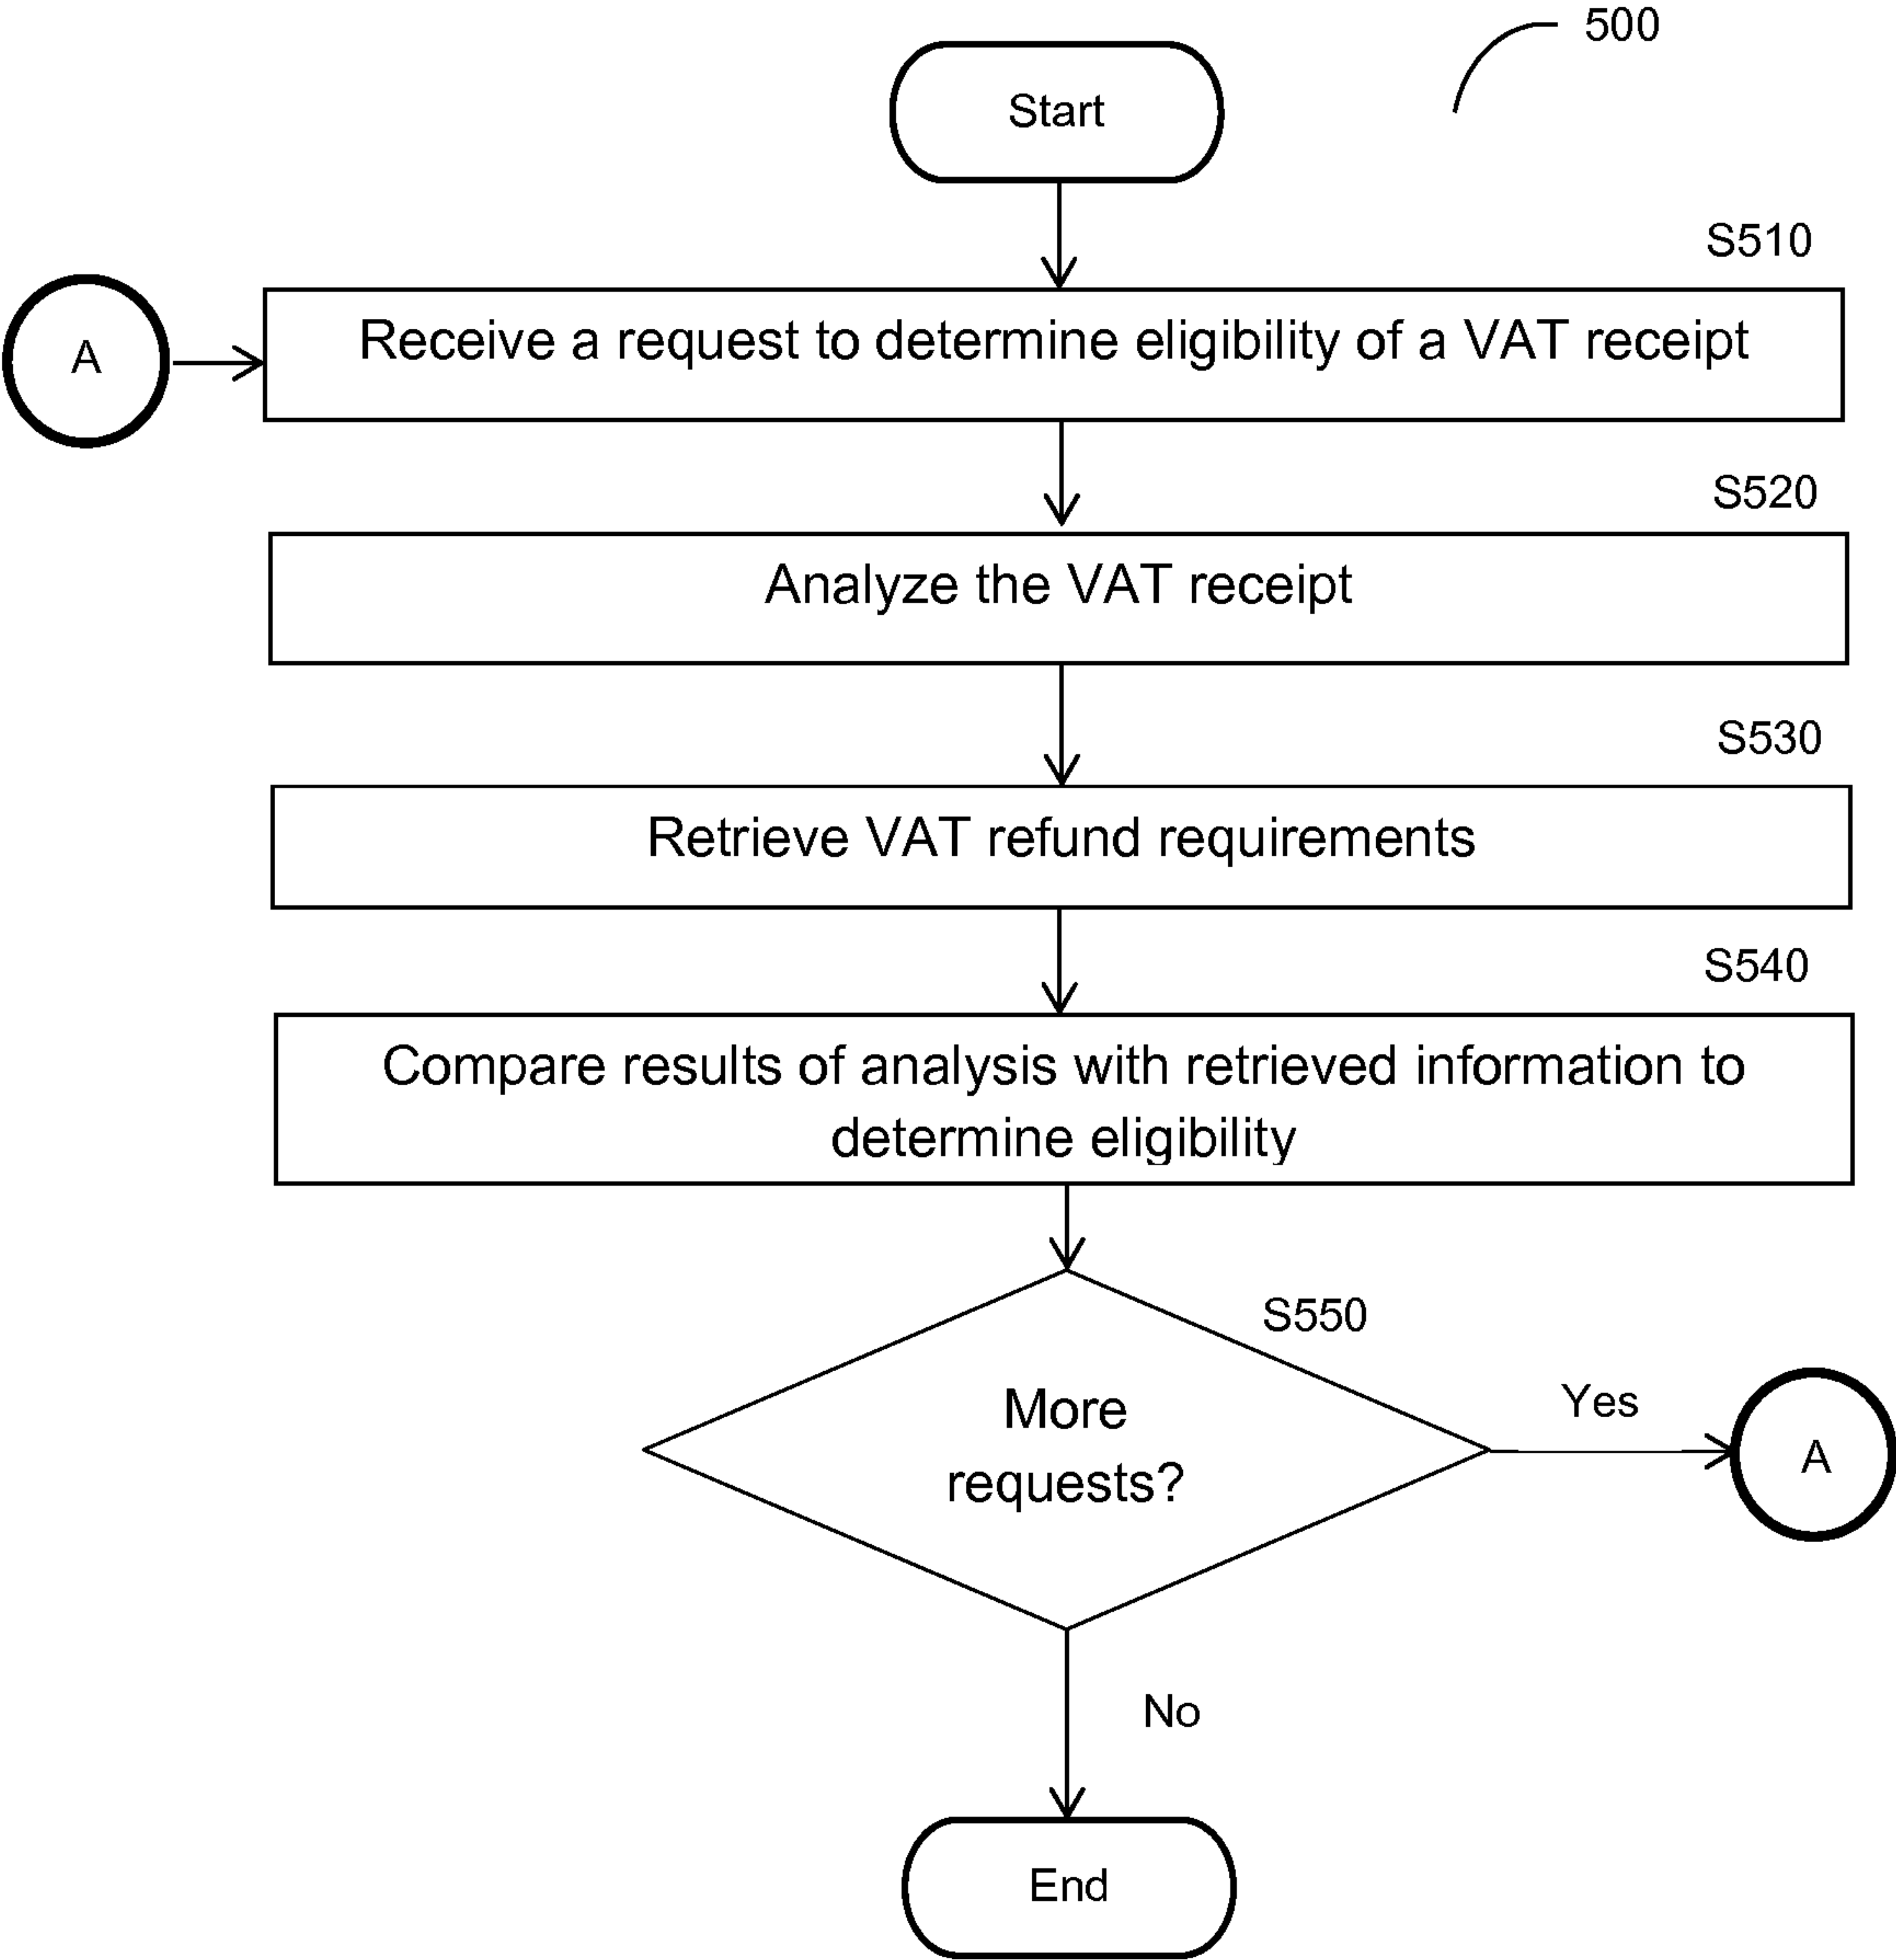 500
Start
S510
A
Receive a request to determine eligibility of a VAT receipt
S520
Analyze the VAT receipt
S530
Retrieve VAT refund requirements
S540
Compare results of analysis with retrieved information to
determine eligibility
S550
More
requests?
Yes
A
No
End